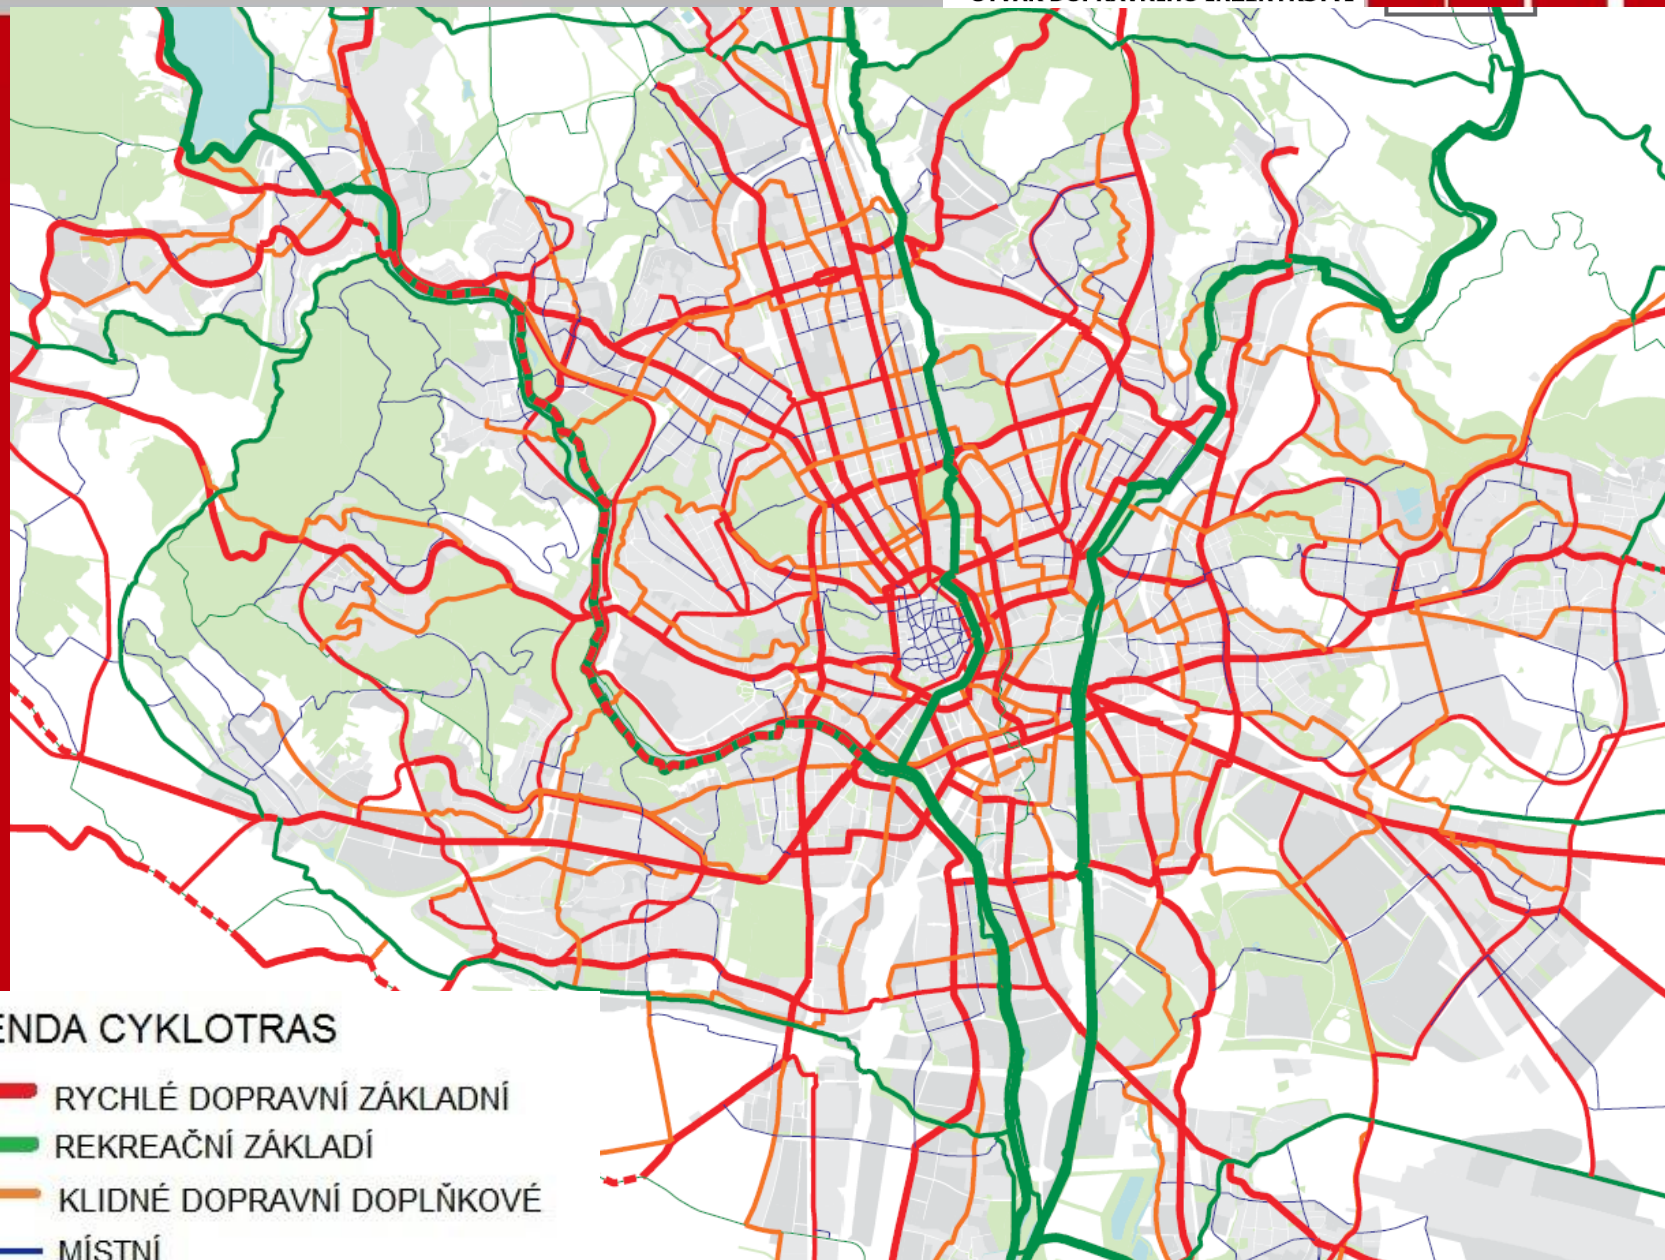 ENDA CYKLOTRAS
RYCHLÉ DOPRAVNÍ ZÁKLADNÍ
REKREAČNÍ ZÁKLADÍ
KLIDNÉ DOPRAVNÍ DOPLŇKOVÉ
MÍSTNÍ